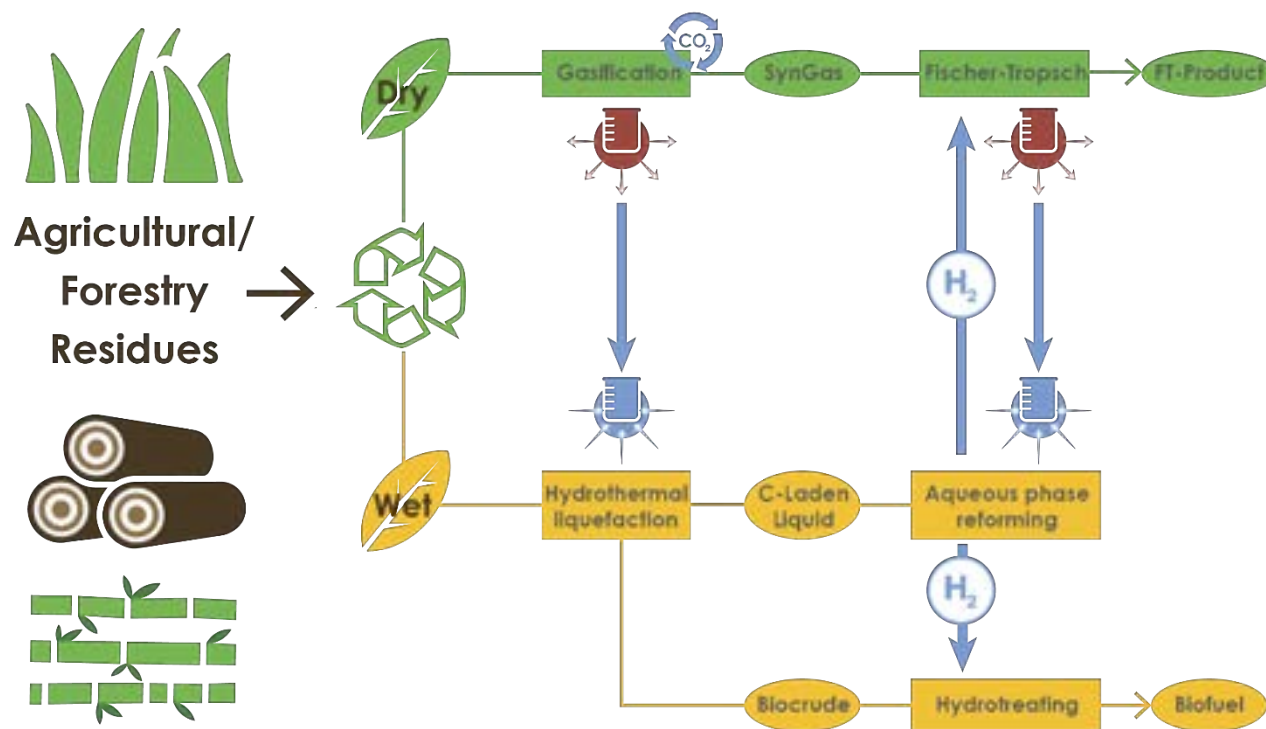 Agricultural/
Forestry
Residues
Dry
Gasification
CO₂
SynGas
Fischer-Tropsch
FT-Product
H₂
Wet
Hydrothermal
liquefaction
C-Laden
Liquid
Aqueous phase
reforming
H₂
Biocrude
Hydrotreating
Biofuel